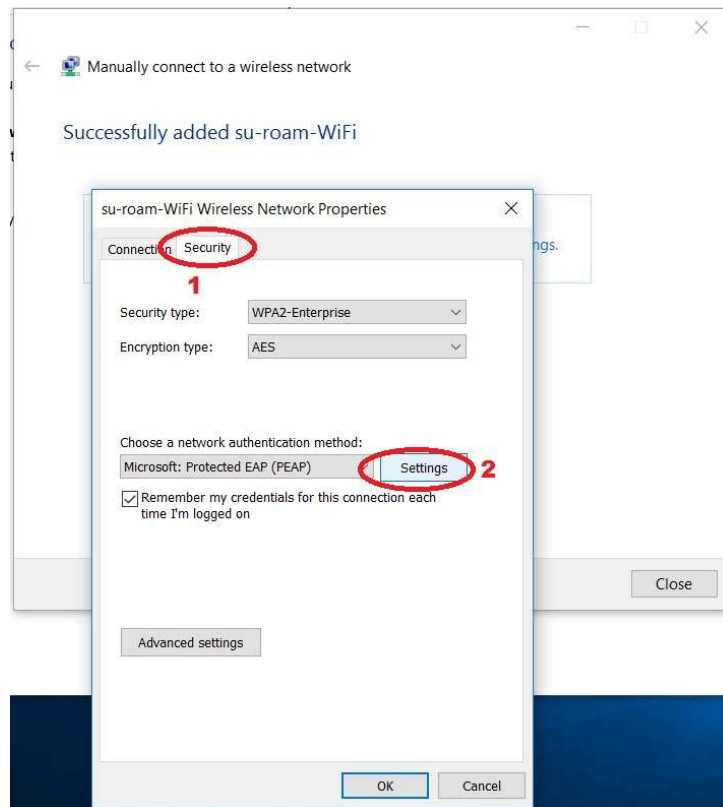 Manually connect to a wireless network
Successfully added su-roam-WiFi
su-roam-WiFi Wireless Network Properties
Connection Security
ngs.
1
Security type: WPA2-Enterprise
Encryption type: AES
Choose a network authentication method:
Microsoft: Protected EAP (PEAP) Settings 2
Remember my credentials for this connection each
time I'm logged on
Close
Advanced settings
OK Cancel